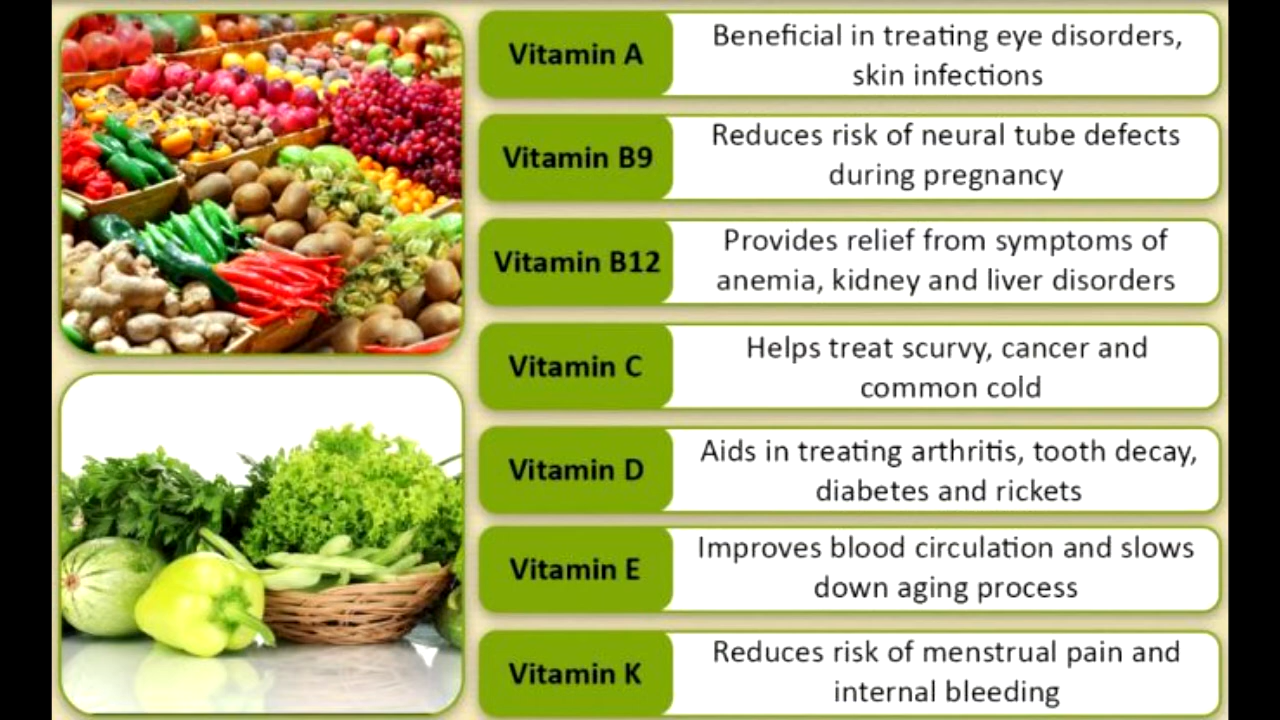 Vitamin A
Beneficial in treating eye disorders,
skin infections
Vitamin B9
Reduces risk of neural tube defects
during pregnancy
Vitamin B12
Provides relief from symptoms of
anemia, kidney and liver disorders
Vitamin C
Helps treat scurvy, cancer and
common cold
Vitamin D
Aids in treating arthritis, tooth decay,
diabetes and rickets
Vitamin E
Improves blood circulation and slows
down aging process
Vitamin K
Reduces risk of menstrual pain and
internal bleeding